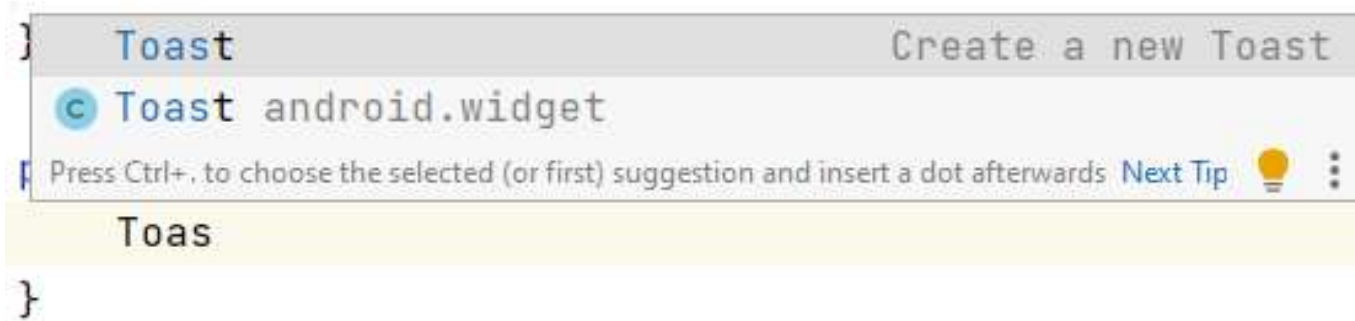 } Toast Create a new Toast
c Toast android.widget
p Press Ctrl+. to choose the selected (or first) suggestion and insert a dot afterwards Next Tip
Toas
}